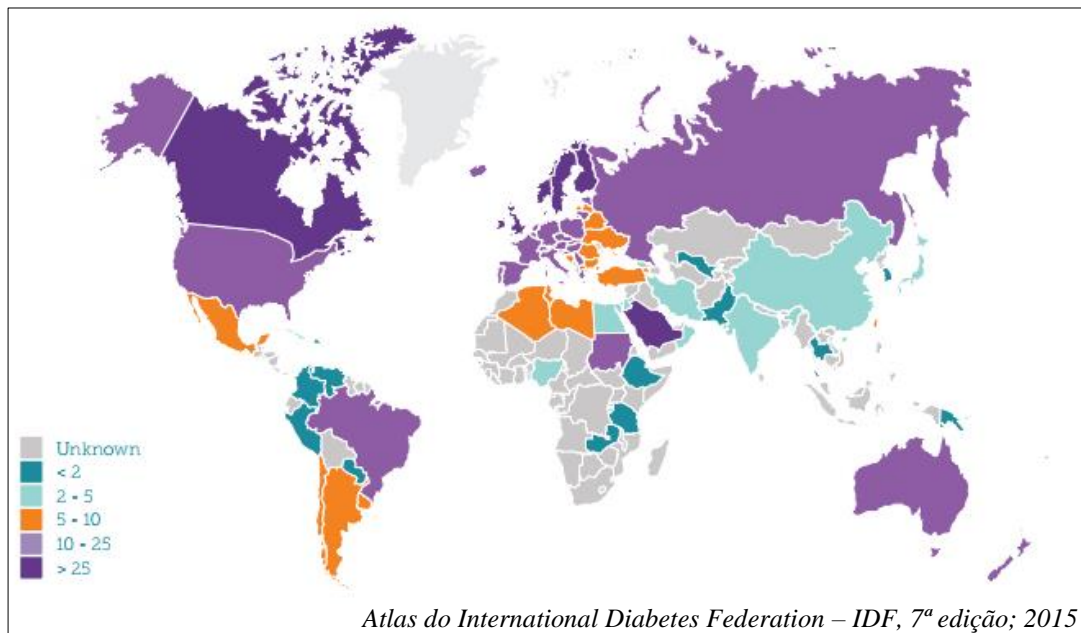 Unknown
< 2
2 - 5
5 - 10
10 - 25
> 25
Atlas do International Diabetes Federation – IDF, 7ª edição; 2015